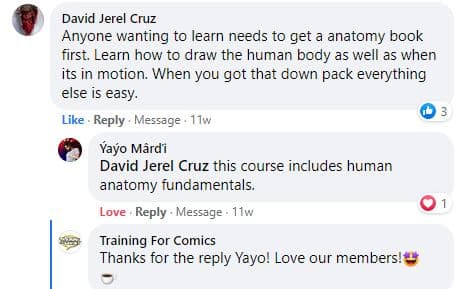 David Jerel Cruz
Anyone wanting to learn needs to get a anatomy book
first. Learn how to draw the human body as well as when
its in motion. When you got that down pack everything
else is easy.
Like · Reply · Message · 11w
3
Ýaýo Mârđ'i
David Jerel Cruz this course includes human
anatomy fundamentals.
Love · Reply · Message · 11w
1
Training For Comics
Thanks for the reply Yayo! Love our members!🤩
☕